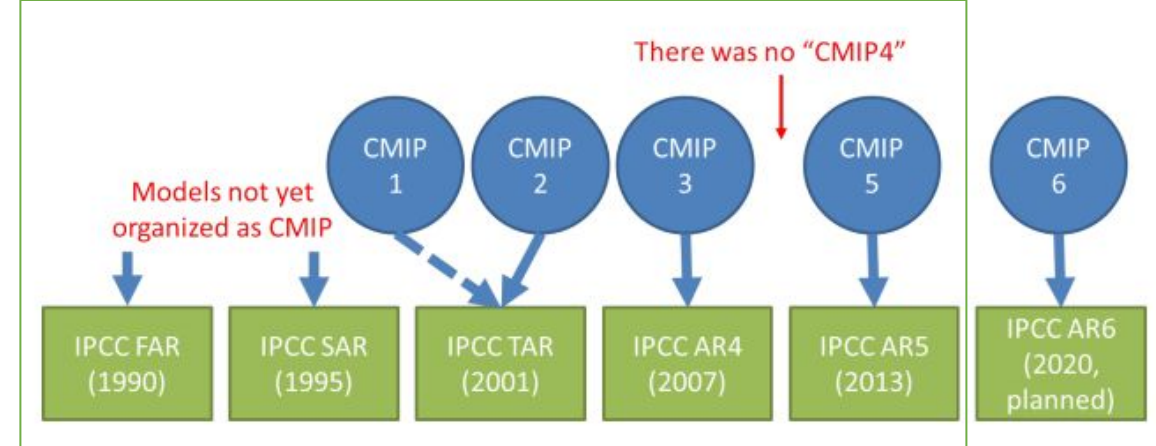 There was no “CMIP4”
CMIP
1
CMIP
2
CMIP
3
CMIP
5
CMIP
6
Models not yet
organized as CMIP
IPCC FAR
(1990)
IPCC SAR
(1995)
IPCC TAR
(2001)
IPCC AR4
(2007)
IPCC AR5
(2013)
IPCC AR6
(2020,
planned)